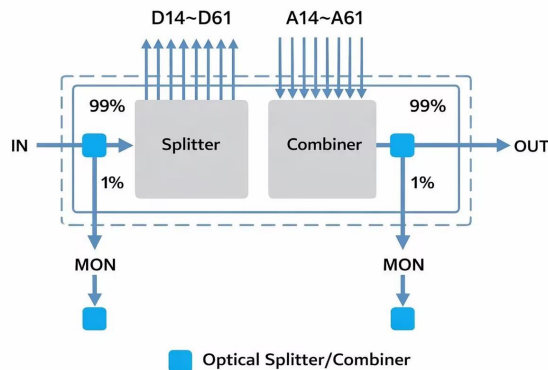 D14~D61
A14~A61
99%
99%
IN
Splitter
Combiner
OUT
1%
1%
MON
MON
Optical Splitter/Combiner